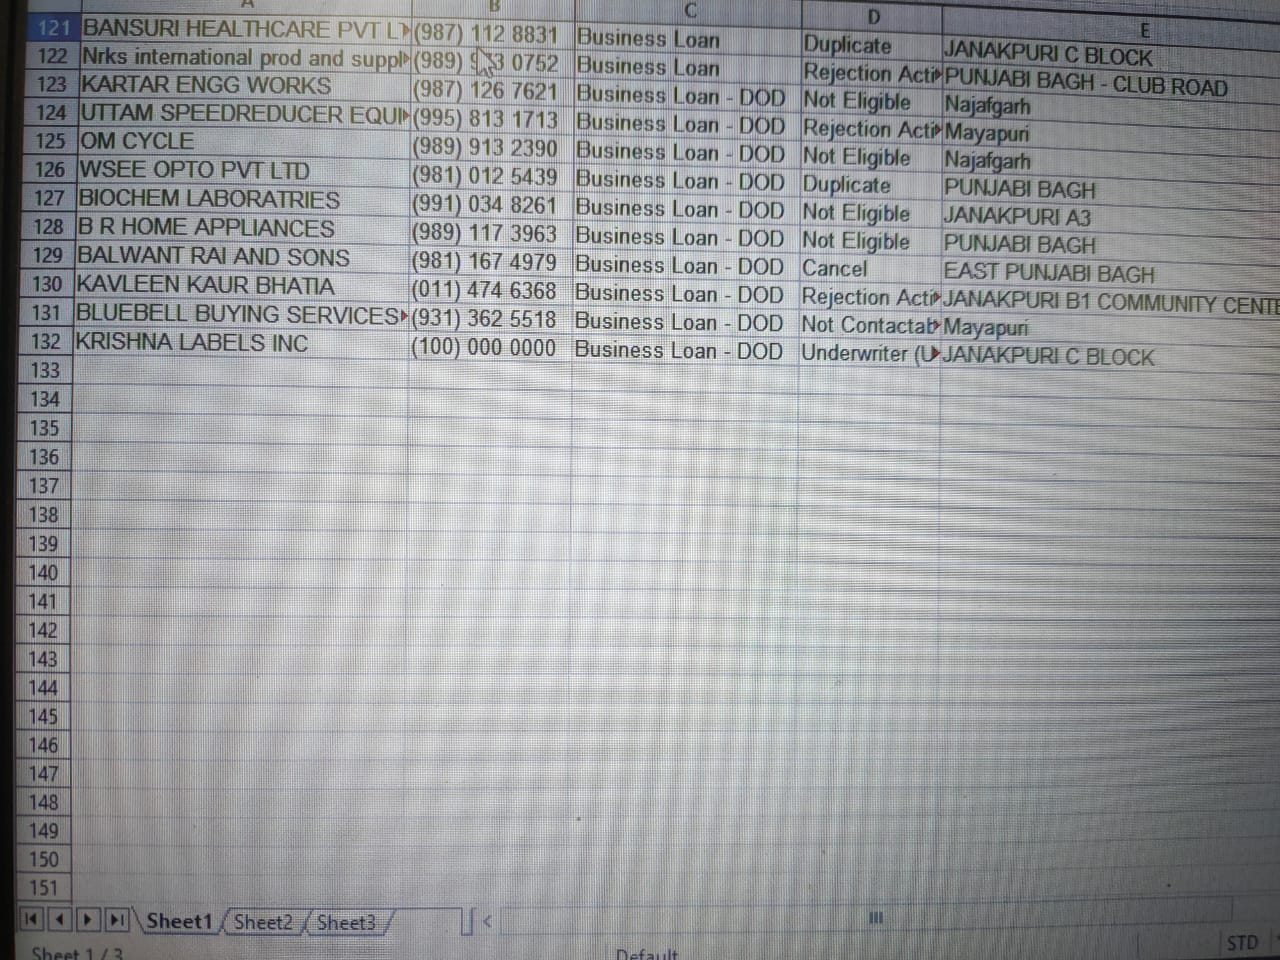 A B C D E
121 BANSURI HEALTHCARE PVT LT (987) 112 8831 Business Loan Duplicate JANAKPURI C BLOCK
122 Nrks international prod and suppl (989) 3 0752 Business Loan Rejection Acti PUNJABI BAGH - CLUB ROAD
123 KARTAR ENGG WORKS (987) 126 7621 Business Loan - DOD Not Eligible Najafgarh
124 UTTAM SPEEDREDUCER EQUI (995) 813 1713 Business Loan - DOD Rejection Acti Mayapuri
125 OM CYCLE (989) 913 2390 Business Loan - DOD Not Eligible Najafgarh
126 WSEE OPTO PVT LTD (981) 012 5439 Business Loan - DOD Duplicate PUNJABI BAGH
127 BIOCHEM LABORATRIES (991) 034 8261 Business Loan - DOD Not Eligible JANAKPURI A3
128 B R HOME APPLIANCES (989) 117 3963 Business Loan - DOD Not Eligible PUNJABI BAGH
129 BALWANT RAI AND SONS (981) 167 4979 Business Loan - DOD Cancel EAST PUNJABI BAGH
130 KAVLEEN KAUR BHATIA (011) 474 6368 Business Loan - DOD Rejection Acti JANAKPURI B1 COMMUNITY CENTE
131 BLUEBELL BUYING SERVICES (931) 362 5518 Business Loan - DOD Not Contactab Mayapuri
132 KRISHNA LABELS INC (100) 000 0000 Business Loan - DOD Underwriter (U JANAKPURI C BLOCK
133
134
135
136
137
138
139
140
141
142
143
144
145
146
147
148
149
150
151
Sheet1 Sheet2 Sheet3
Sheet 1 / 3 Default STD